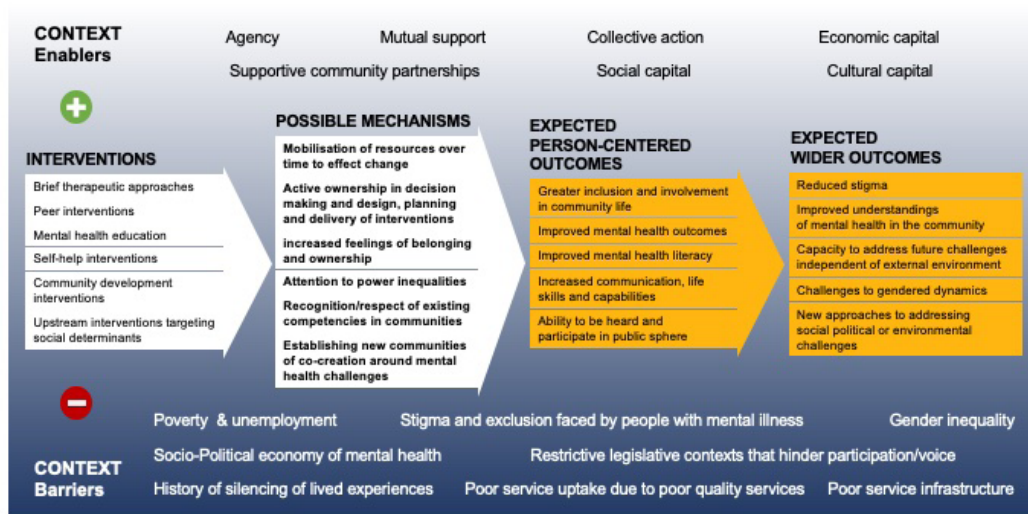 CONTEXT
Enablers
Agency
Mutual support
Collective action
Economic capital
Supportive community partnerships
Social capital
Cultural capital
INTERVENTIONS
Brief therapeutic approaches
Peer interventions
Mental health education
Self-help interventions
Community development
interventions
Upstream interventions targeting
social determinants
POSSIBLE MECHANISMS
Mobilisation of resources over
time to effect change
Active ownership in decision
making and design, planning
and delivery of interventions
increased feelings of belonging
and ownership
Attention to power inequalities
Recognition/respect of existing
competencies in communities
Establishing new communities
of co-creation around mental
health challenges
EXPECTED
PERSON-CENTERED
OUTCOMES
Greater inclusion and involvement
in community life
Improved mental health outcomes
Improved mental health literacy
Increased communication, life
skills and capabilities
Ability to be heard and
participate in public sphere
EXPECTED
WIDER OUTCOMES
Reduced stigma
Improved understandings
of mental health in the community
Capacity to address future challenges
independent of external environment
Challenges to gendered dynamics
New approaches to addressing
social political or environmental
challenges
CONTEXT
Barriers
Poverty & unemployment
Stigma and exclusion faced by people with mental illness
Gender inequality
Socio-Political economy of mental health
Restrictive legislative contexts that hinder participation/voice
History of silencing of lived experiences
Poor service uptake due to poor quality services
Poor service infrastructure